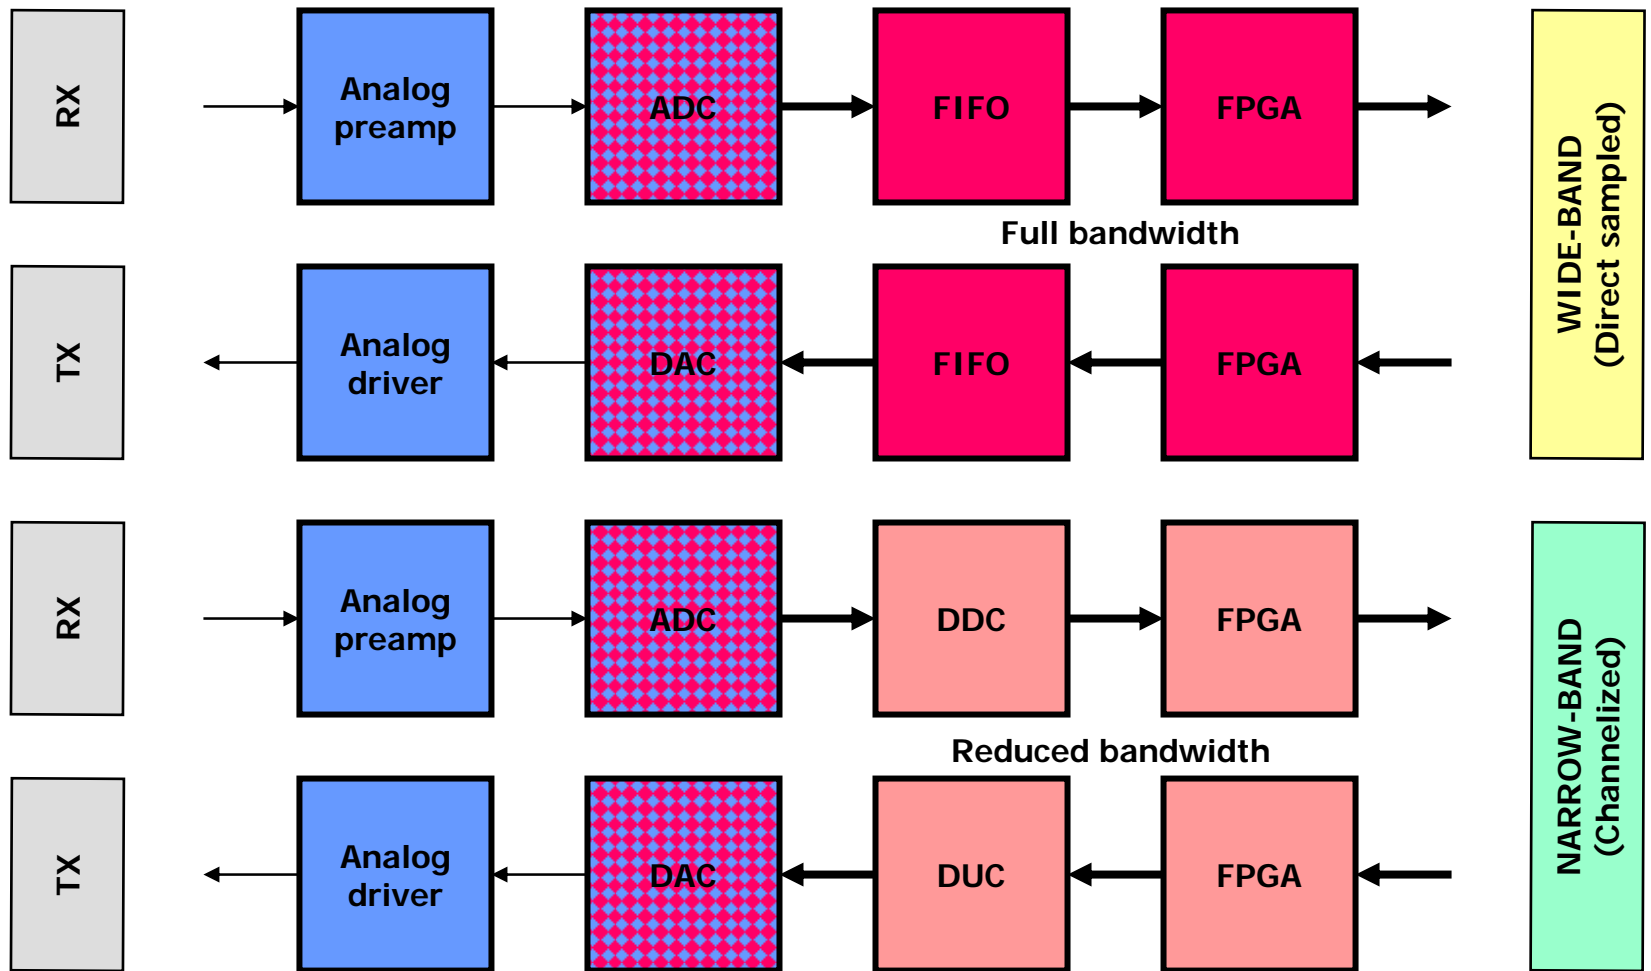 RX
Analog
preamp
ADC
FIFO
FPGA
Full bandwidth
TX
Analog
driver
DAC
FIFO
FPGA
WIDE-BAND
(Direct sampled)
RX
Analog
preamp
ADC
DDC
FPGA
Reduced bandwidth
TX
Analog
driver
DAC
DUC
FPGA
NARROW-BAND
(Channelized)